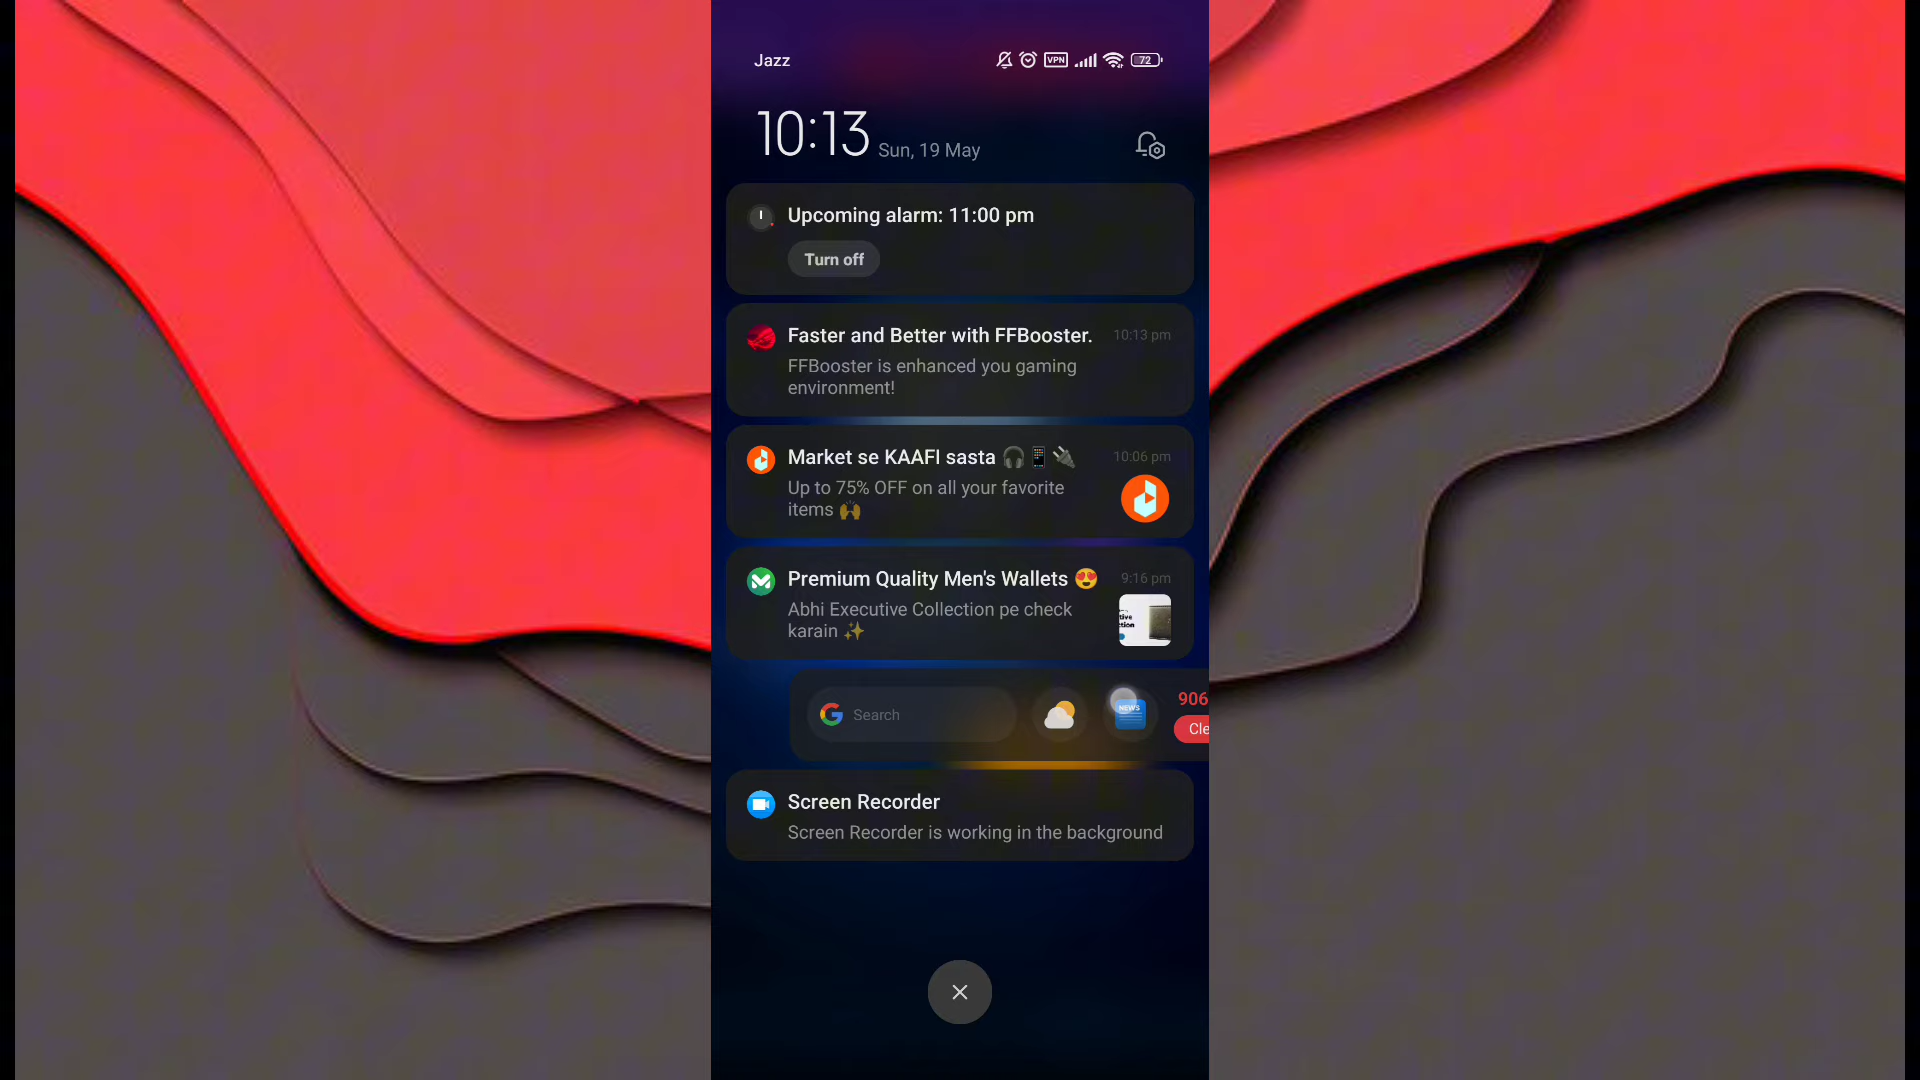 Jazz
VPN
72
10:13 Sun, 19 May
Upcoming alarm: 11:00 pm
Turn off
Faster and Better with FFBooster. 10:13 pm
FFBooster is enhanced you gaming
environment!
Market se KAAFI sasta 🎧📱🔌 10:06 pm
Up to 75% OFF on all your favorite
items 🙌
Premium Quality Men's Wallets 😍 9:16 pm
Abhi Executive Collection pe check
karain ✨
tive
ction
G Search
NEWS
906
Cle
Screen Recorder
Screen Recorder is working in the background